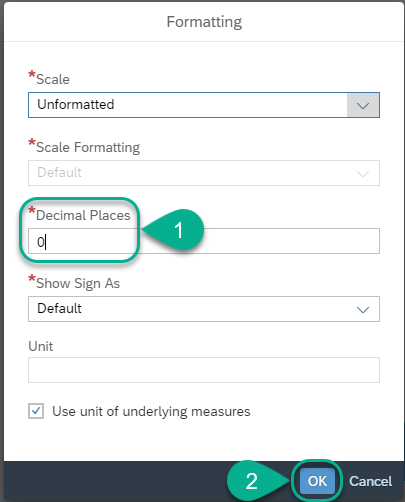 Formatting
*Scale
Unformatted
*Scale Formatting
Default
*Decimal Places
0
1
*Show Sign As
Default
Unit
Use unit of underlying measures
2
OK
Cancel